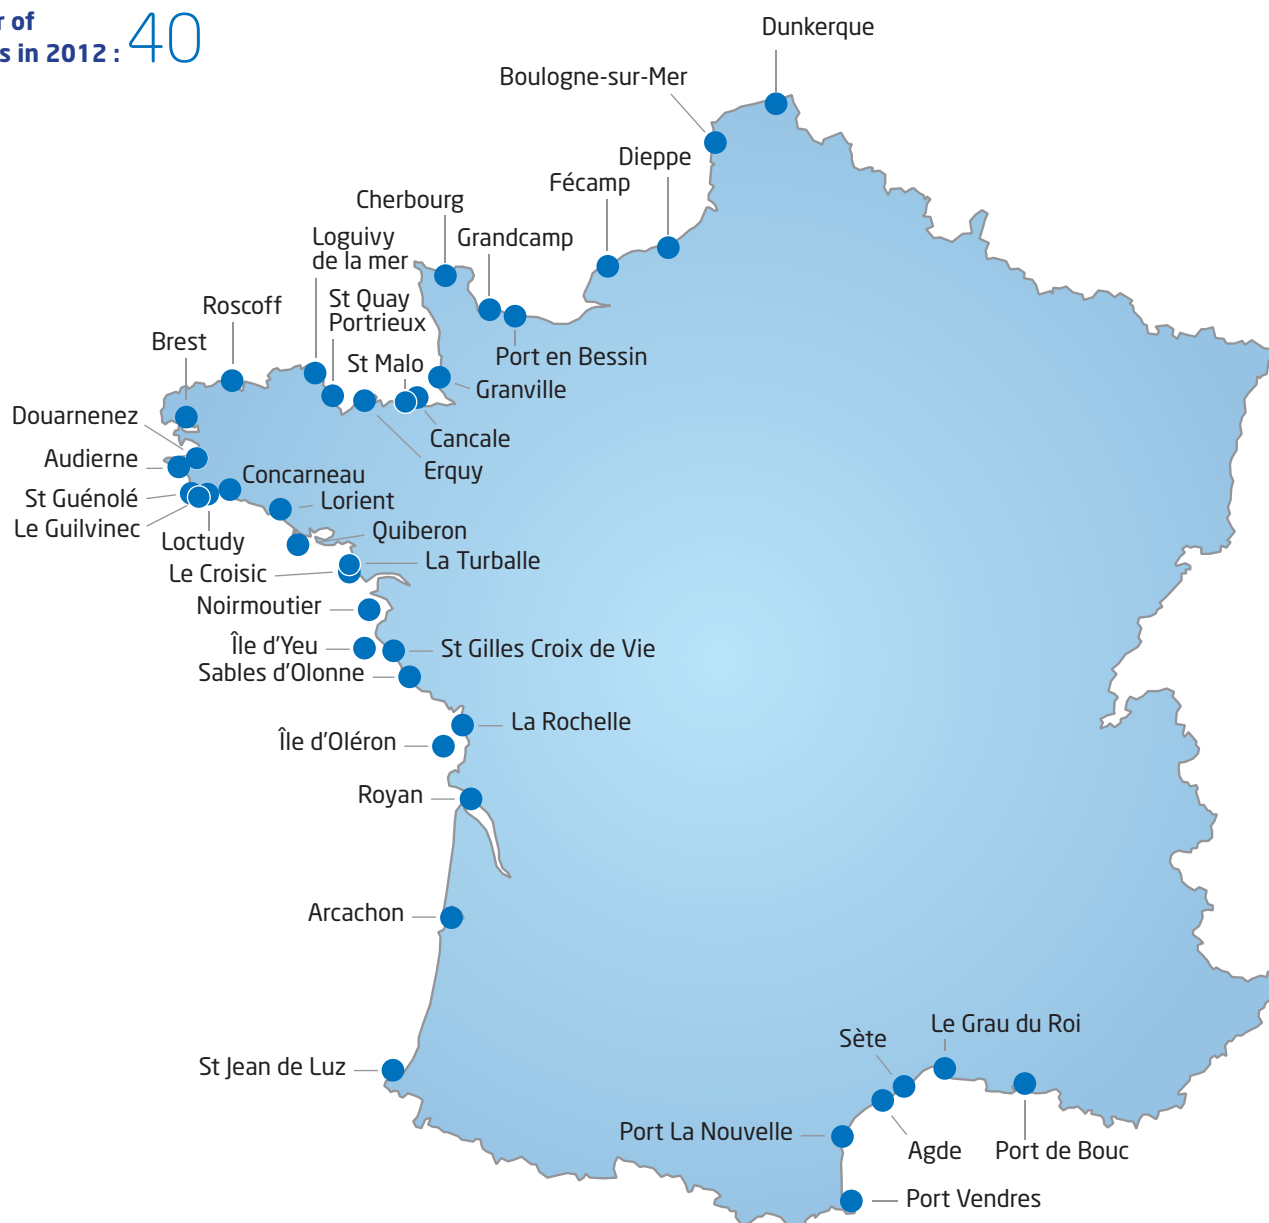 r of
s in 2012 : 40
Dunkerque
Boulogne-sur-Mer
Dieppe
Fécamp
Cherbourg
Grandcamp
Loguivy
de la mer
Roscoff
St Quay
Portrieux
Brest
St Malo
Port en Bessin
Granville
Douarnenez
Cancale
Audierne
Erquy
Concarneau
St Guénolé
Lorient
Le Guilvinec
Quiberon
Loctudy
La Turballe
Le Croisic
Noirmoutier
Île d'Yeu
St Gilles Croix de Vie
Sables d'Olonne
La Rochelle
Île d'Oléron
Royan
Arcachon
Le Grau du Roi
Sète
St Jean de Luz
Port La Nouvelle
Agde
Port de Bouc
Port Vendres